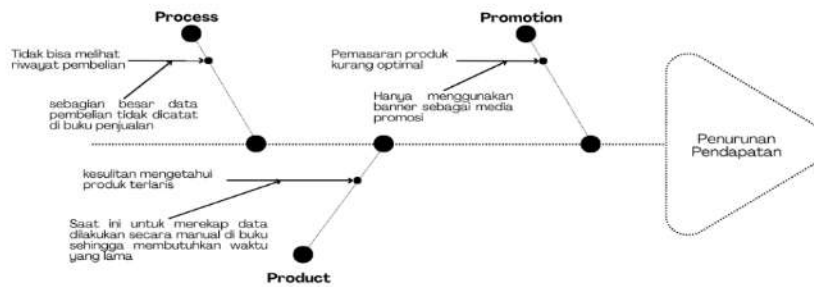 Process
Tidak bisa melihat
riwayat pembelian
sebagian besar data
pembelian tidak dicatat
di buku penjualan
Promotion
Pemasaran produk
kurang optimal
Hanya menggunakan
banner sebagai media
promosi
Penurunan
Pendapatan
kesulitan mengetahui
produk terlaris
Saat ini untuk merekap data
dilakukan secara manual di buku
sehingga membutuhkan waktu
yang lama
Product